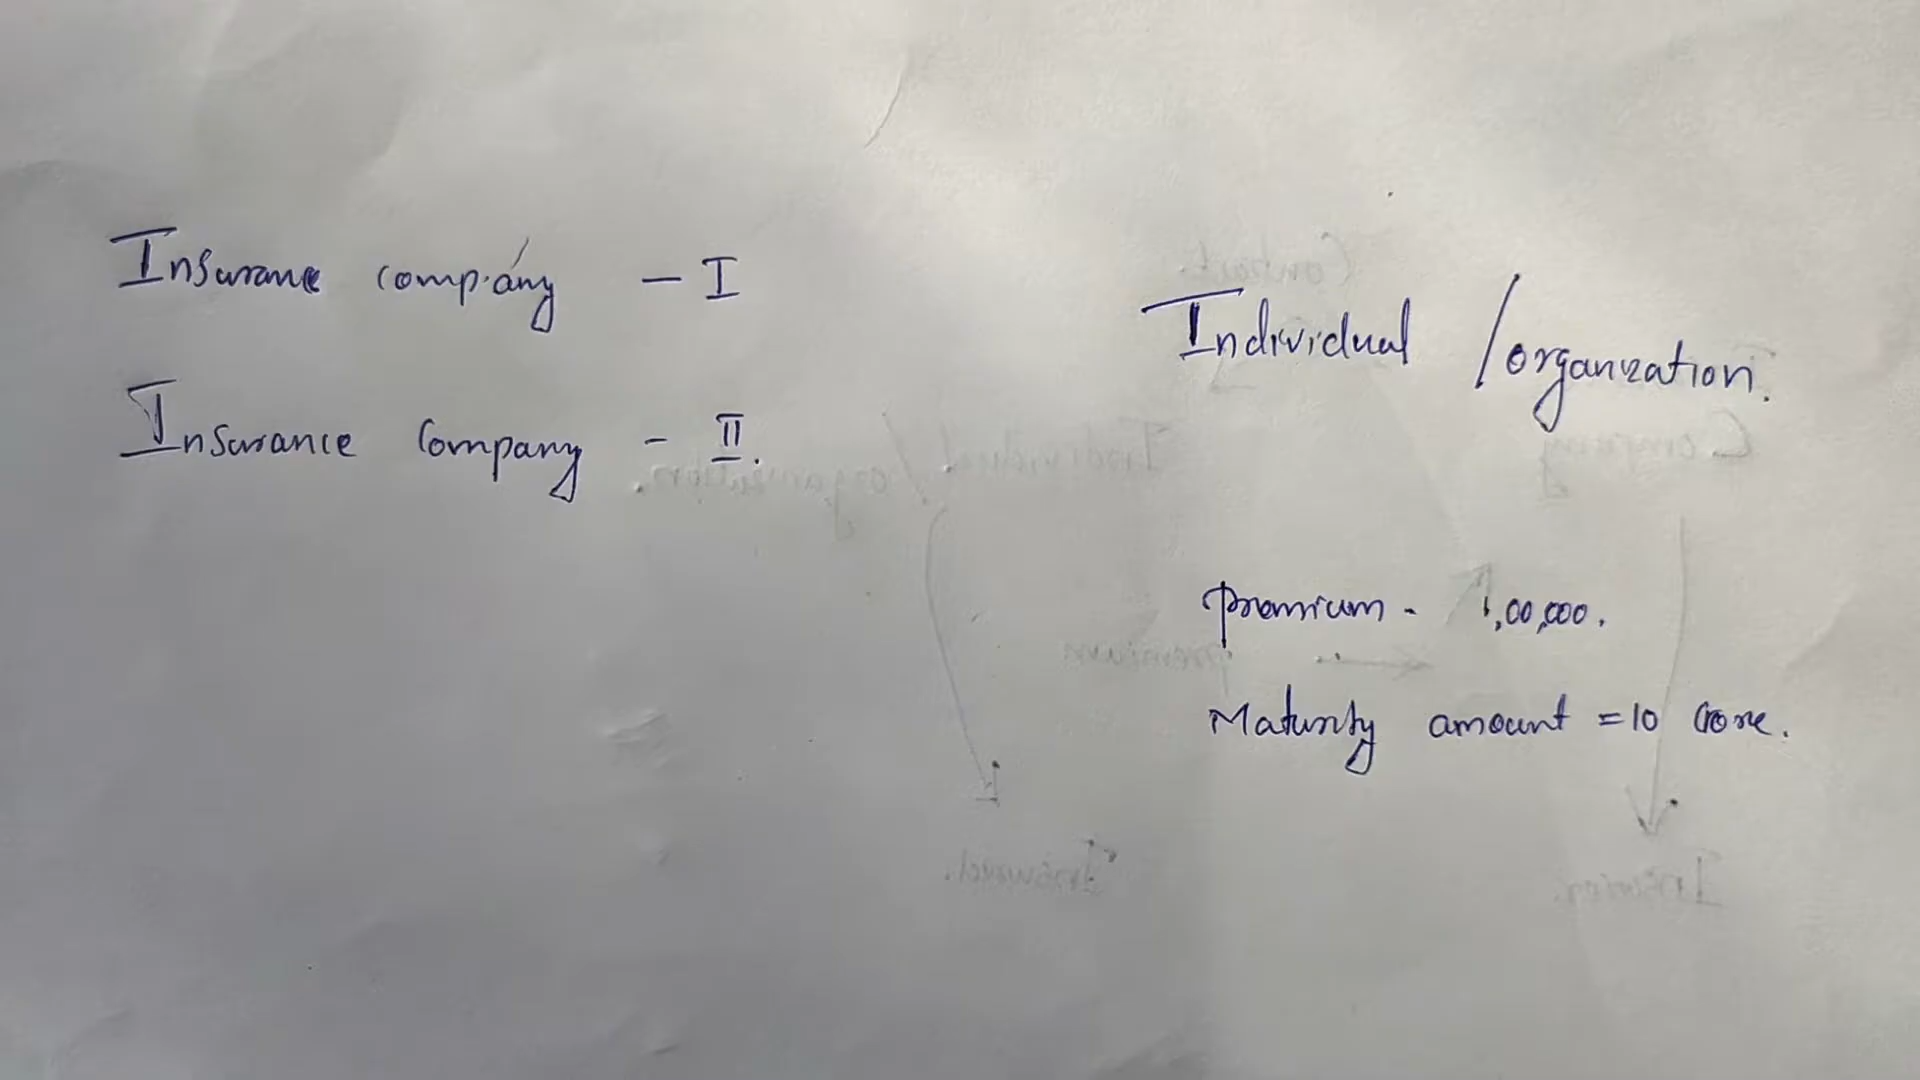 Insurance company - I
Insurance Company - II.
Individual / organization.
Premium - 1,00,000.
Maturity amount = 10 Crore.